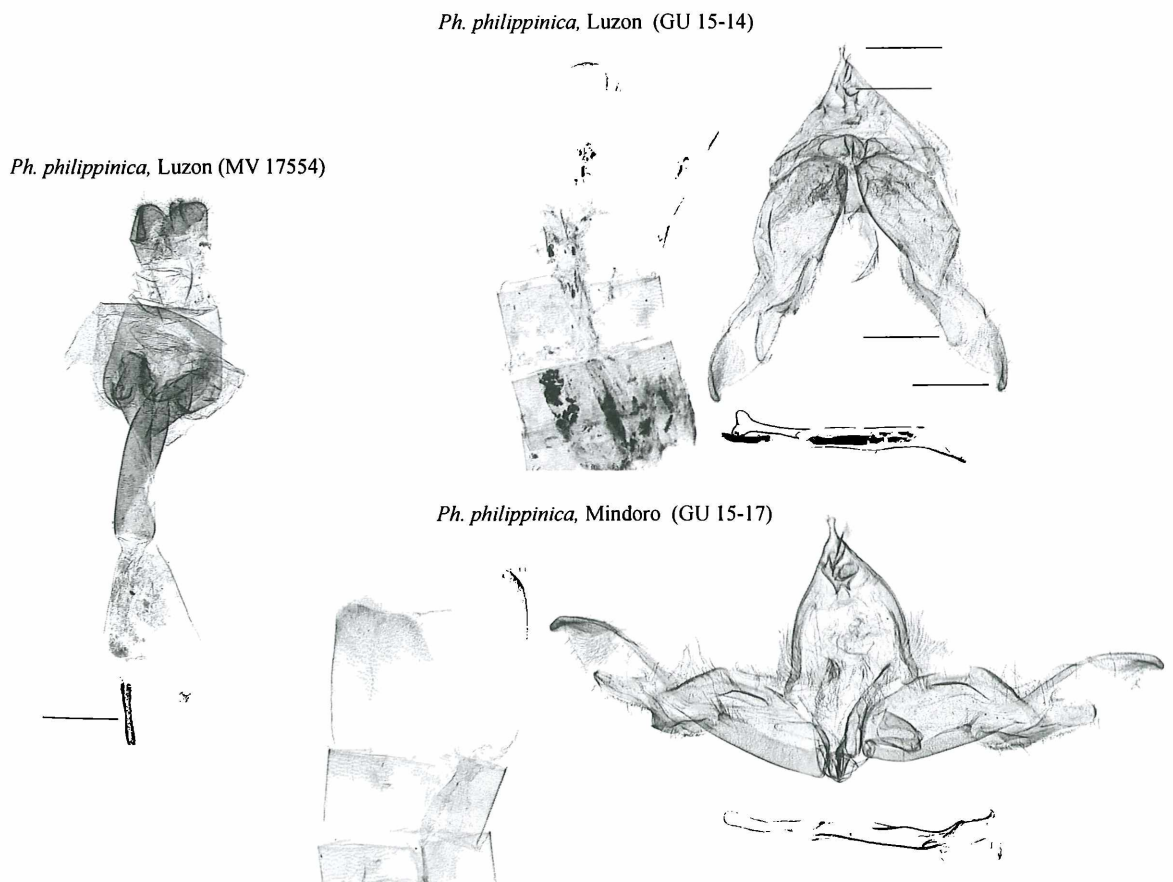 Ph. philippinica, Luzon (GU 15-14)
Ph. philippinica, Luzon (MV 17554)
Ph. philippinica, Mindoro (GU 15-17)